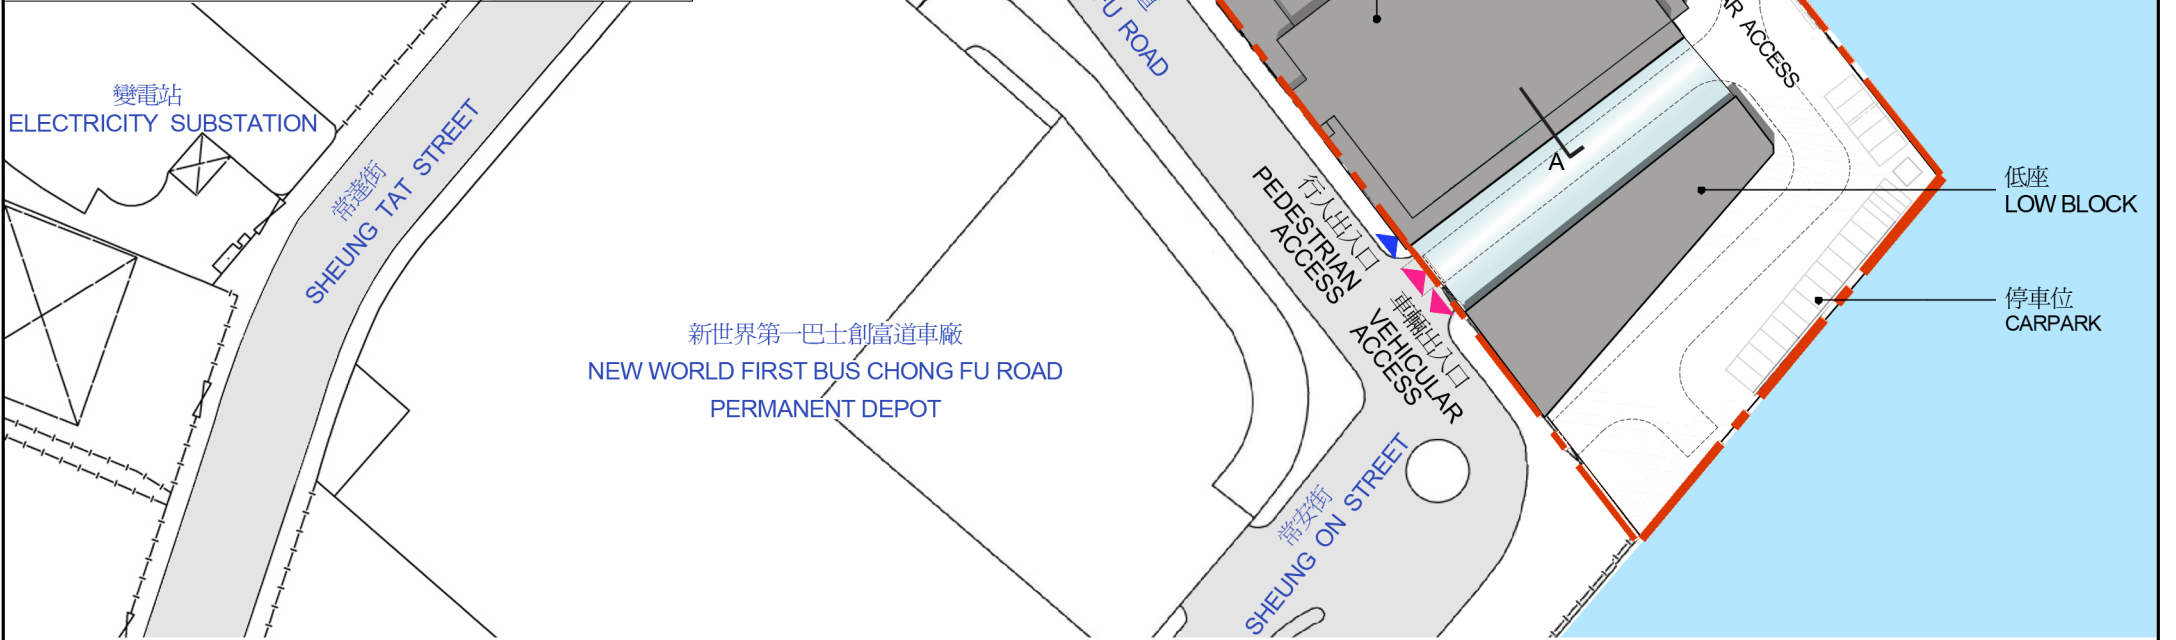 變電站
ELECTRICITY SUBSTATION
常達街
SHEUNG TAT STREET
新世界第一巴士創富道車廠
NEW WORLD FIRST BUS CHONG FU ROAD
PERMANENT DEPOT
FU ROAD
行人出入口
PEDESTRIAN
ACCESS
車輛出入口
VEHICULAR
ACCESS
常安街
SHEUNG ON STREET
A
AR ACCESS
低座
LOW BLOCK
停車位
CARPARK